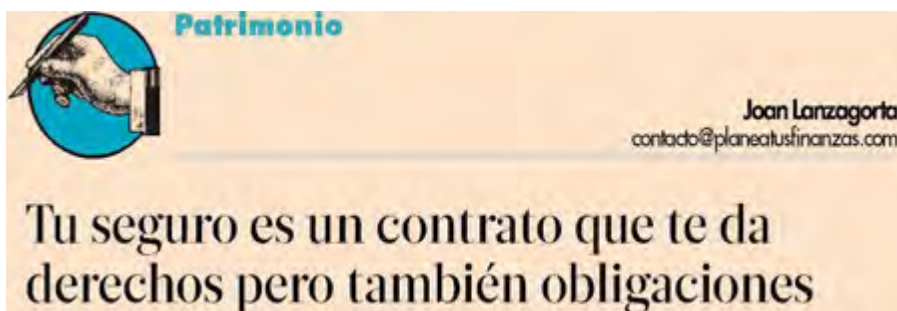 Patrimonio
Joan Lanzagorta
contacto@planeatusfinanzas.com
Tu seguro es un contrato que te da
derechos pero también obligaciones